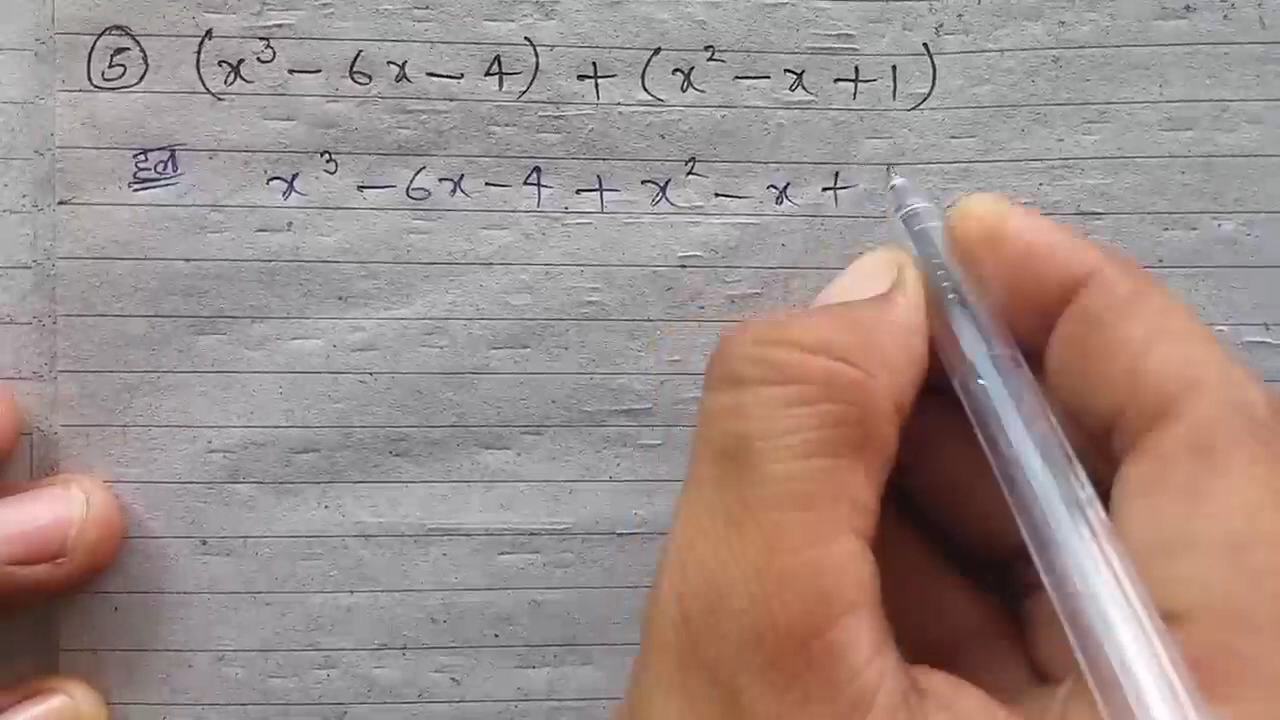 ⑤ (x³ - 6x - 4) + (x² - x + 1)
हल x³ - 6x - 4 + x² - x +